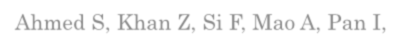 Ahmed S, Khan Z, Si F, Mao A, Pan I,